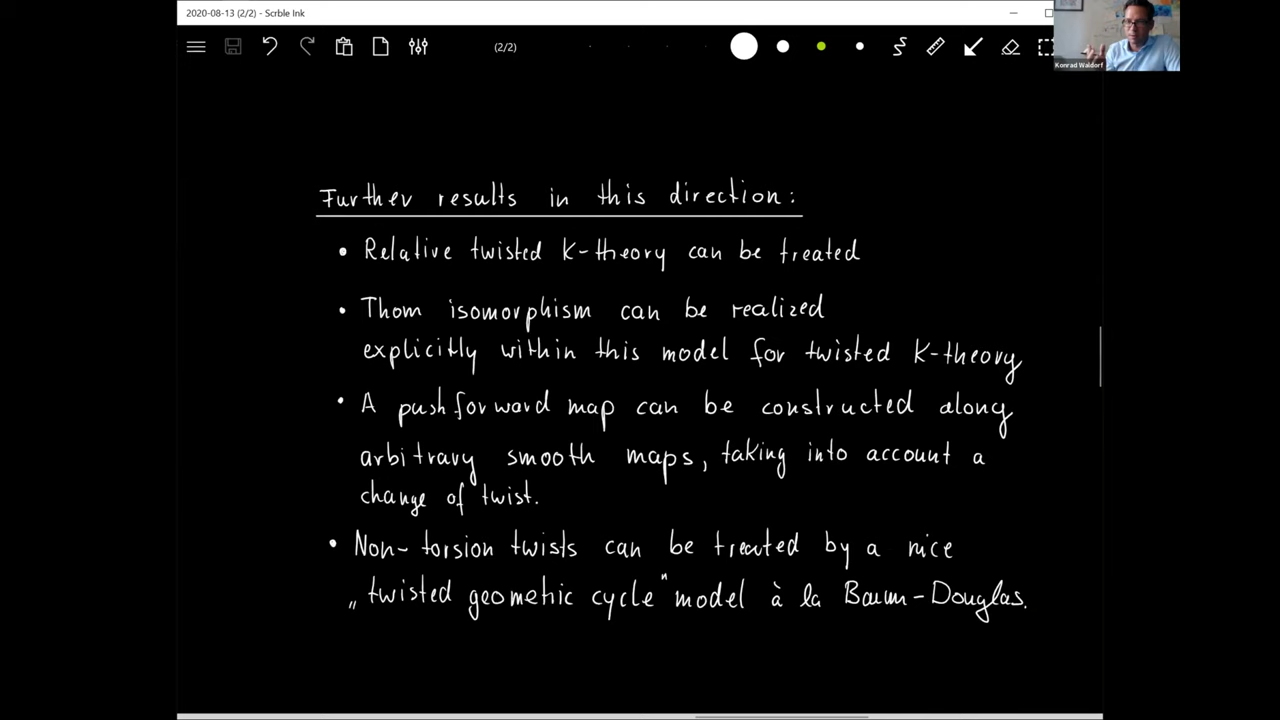 2020-08-13 (2/2) - Scrble Ink
(2/2)
Konrad Waldorf
Further results in this direction:
• Relative twisted K-theory can be treated
• Thom isomorphism can be realized
explicitly within this model for twisted K-theory
• A pushforward map can be constructed along
arbitrary smooth maps, taking into account a
change of twist.
• Non-torsion twists can be treated by a nice
„twisted geometric cycle" model à la Baum-Douglas.